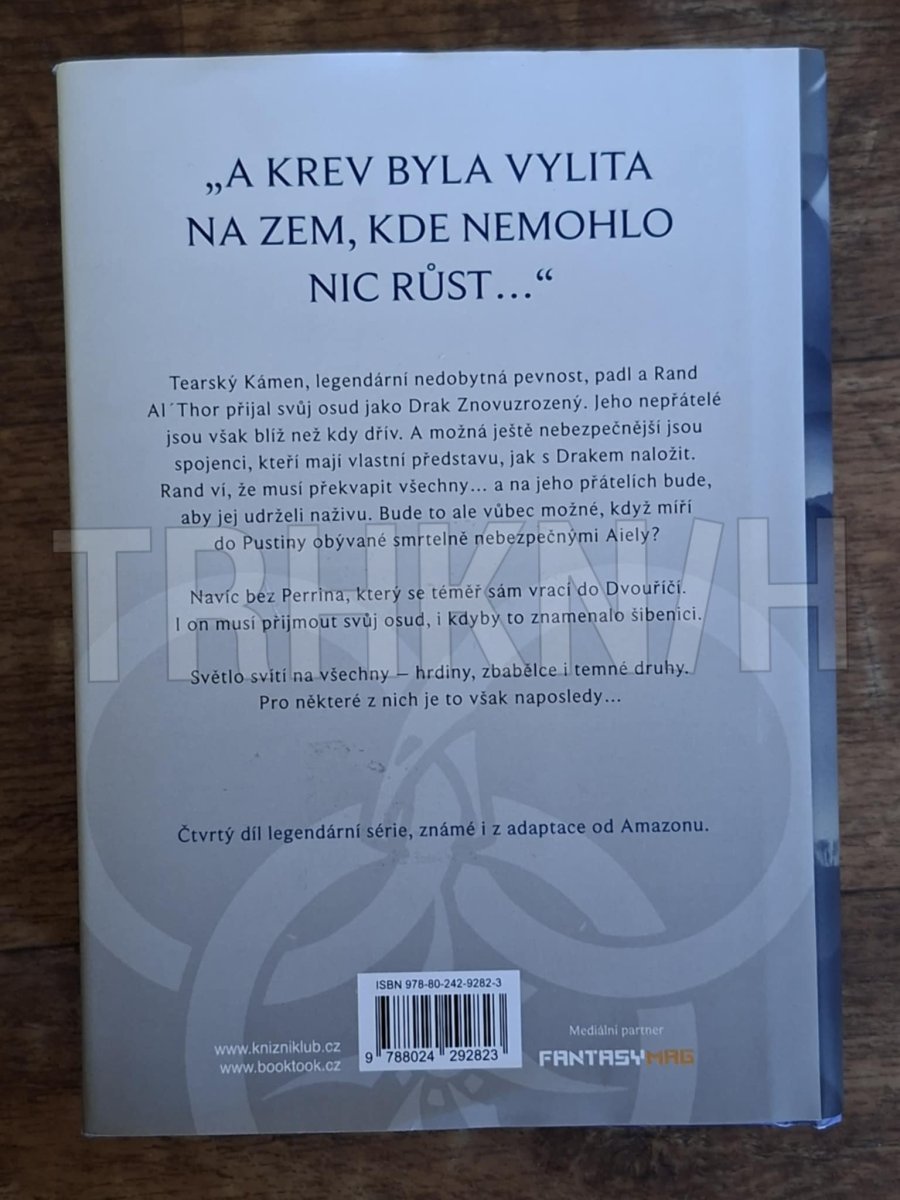 „A KREV BYLA VYLITA
NA ZEM, KDE NEMOHLO
NIC RŮST…“
Tearský Kámen, legendární nedobytná pevnost, padl a Rand
Al´Thor přijal svůj osud jako Drak Znovuzrozený. Jeho nepřátelé
jsou však blíž než kdy dřív. A možná ještě nebezpečnější jsou
spojenci, kteří mají vlastní představu, jak s Drakem naložit.
Rand ví, že musí překvapit všechny… a na jeho přátelích bude,
aby jej udrželi naživu. Bude to ale vůbec možné, když míří
do Pustiny obývané smrtelně nebezpečnými Aiely?
TRHKNIH
Navíc bez Perrina, který se téměř sám vrací do Dvouříčí.
I on musí přijmout svůj osud, i kdyby to znamenalo šibenici.
Světlo svítí na všechny – hrdiny, zbabělce i temné druhy.
Pro některé z nich je to však naposledy…
Čtvrtý díl legendární série, známé i z adaptace od Amazonu.
ISBN 978-80-242-9282-3
9 788024 292823
www.knizniklub.cz
www.booktook.cz
Mediální partner
FANTASYMAG